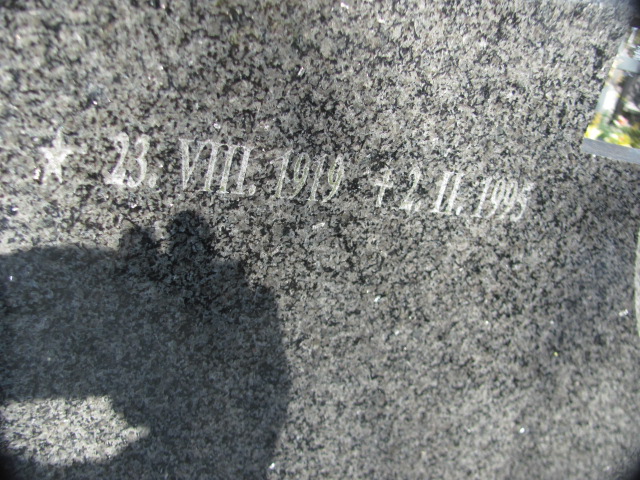 ★ 23. VIII. 1919 + 2. II. 1995